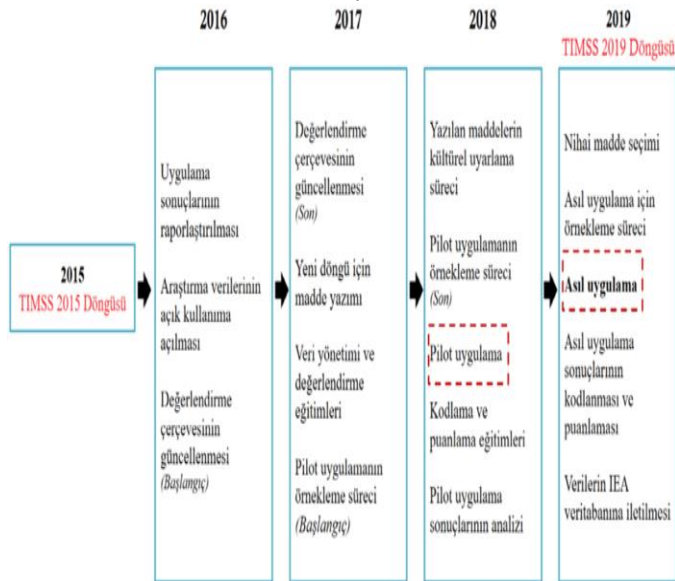 2016
2017
2018
2019
TIMSS 2019 Döngüsü
2015
TIMSS 2015 Döngüsü
Uygulama
sonuçlarının
raporlaştırılması
Araştırma verilerinin
açık kullanıma
açılması
Değerlendirme
çerçevesinin
güncellenmesi
(Başlangıç)
Değerlendirme
çerçevesinin
güncellenmesi
(Son)
Yeni döngü için
madde yazımı
Veri yönetimi ve
değerlendirme
eğitimleri
Pilot uygulamanın
örnekleme süreci
(Başlangıç)
Yazılan maddelerin
kültürel uyarlama
süreci
Pilot uygulamanın
örnekleme süreci
(Son)
Pilot uygulama
Kodlama ve
puanlama eğitimleri
Pilot uygulama
sonuçlarının analizi
Nihai madde seçimi
Asıl uygulama için
örnekleme süreci
Asıl uygulama
Asıl uygulama
sonuçlarının
kodlanması ve
puanlaması
Verilerin IEA
veritabanına iletilmesi